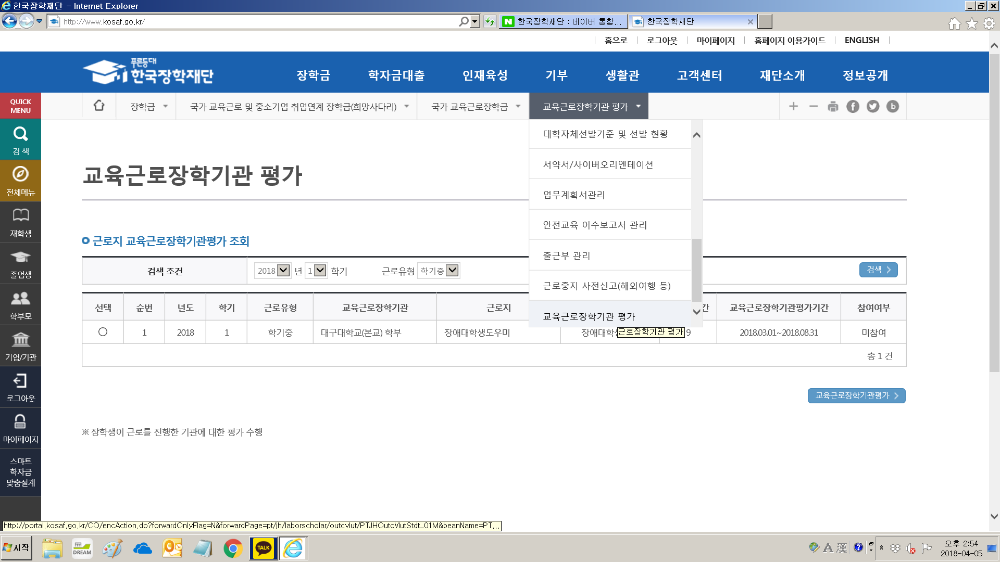 한국장학재단 - Internet Explorer
http://www.kosaf.go.kr/
한국장학재단 : 네이버 통합...
한국장학재단
홈으로
로그아웃
마이페이지
홈페이지 이용가이드
ENGLISH
푸른등대
한국장학재단
장학금
학자금대출
인재육성
기부
생활관
고객센터
재단소개
정보공개
QUICK
MENU
장학금
국가 교육근로 및 중소기업 취업연계 장학금(희망사다리)
국가 교육근로장학금
교육근로장학기관 평가
대학자체선발기준 및 선발 현황
서약서/사이버오리엔테이션
업무계획서관리
안전교육 이수보고서 관리
출근부 관리
근로중지 사전신고(해외여행 등)
교육근로장학기관 평가
근로장학기관 평가
검 색
전체메뉴
재학생
졸업생
학부모
기업/기관
로그아웃
마이페이지
스마트
학자금
맞춤설계
교육근로장학기관 평가
근로지 교육근로장학기관평가 조회
검색 조건 2018 년 1 학기 근로유형 학기중 검색
선택 순번 년도 학기 근로유형 교육근로장학기관 근로지 간 교육근로장학기관평가기간 참여여부
1 2018 1 학기중 대구대학교(본교) 학부 장애대학생도우미 장애대학 9 2018.03.01~2018.08.31 미참여
총 1 건
교육근로장학기관평가
※ 장학생이 근로를 진행한 기관에 대한 평가 수행
http://portal.kosaf.go.kr/CO/encAction.do?forwardOnlyFlag=N&forwardPage=pt/jh/laborscholar/outcvlut/PTJHOutcVlutStdt_01M&beanName=PT...
시작
DREAM
TALK
A 漢
오후 2:54
2018-04-05